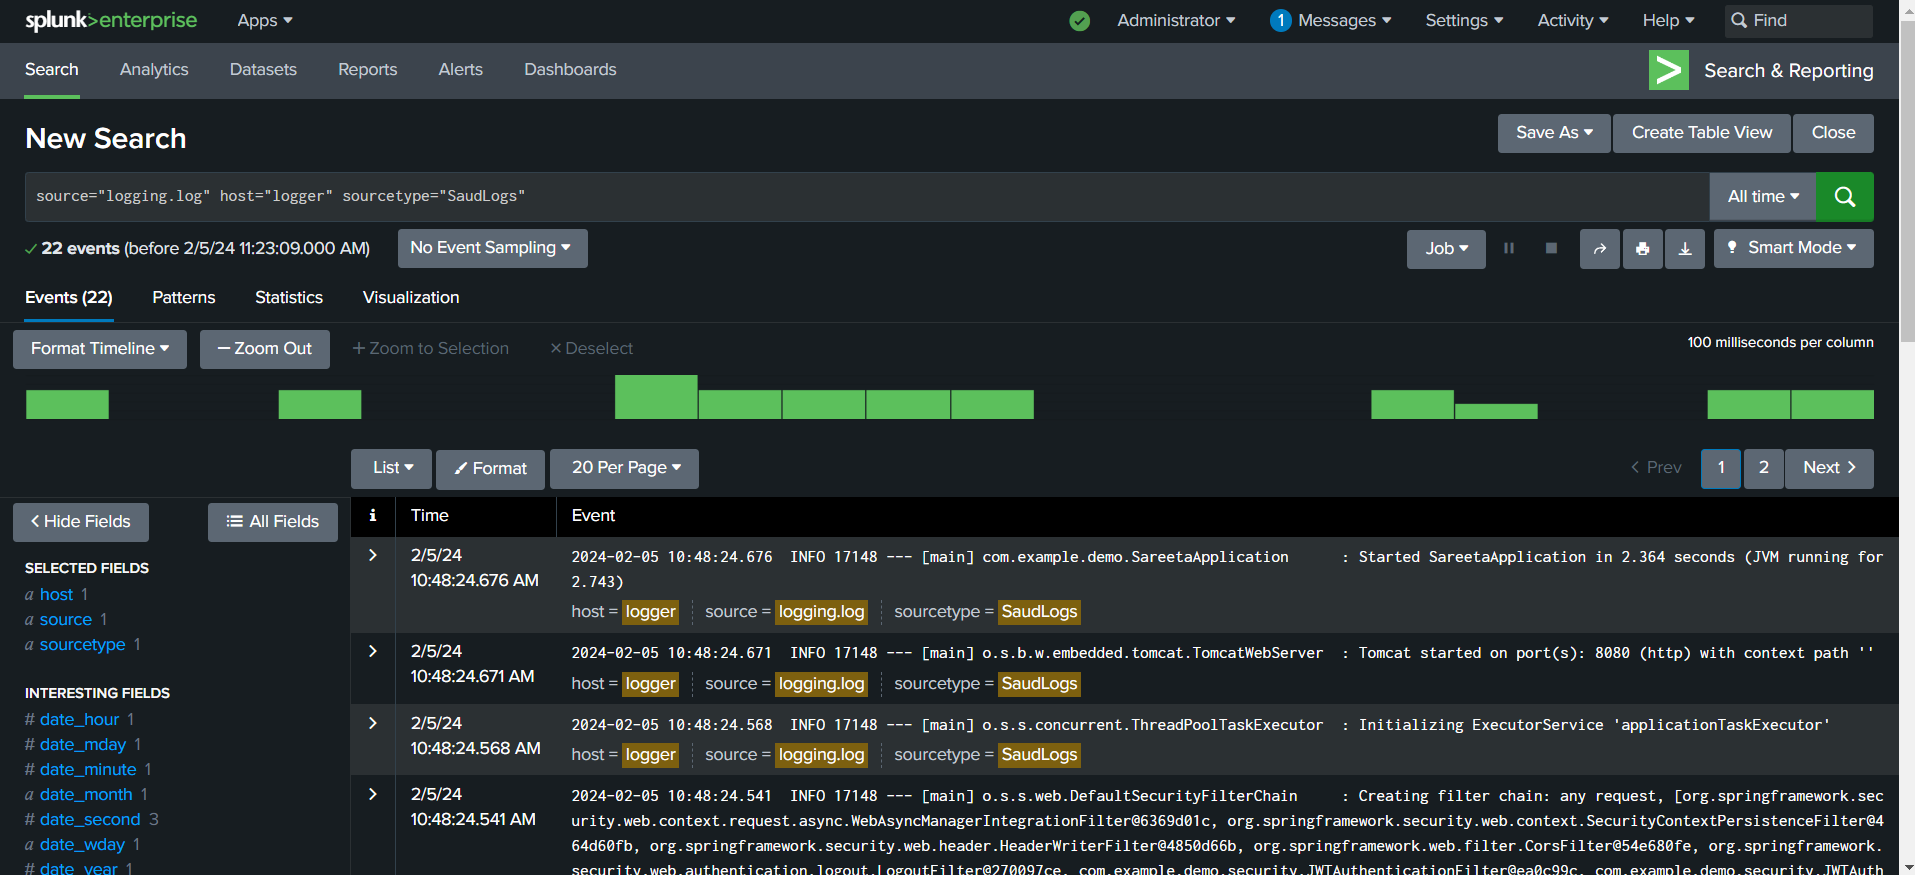 splunk>enterprise Apps Administrator 1 Messages Settings Activity Help Find
Search Analytics Datasets Reports Alerts Dashboards Search & Reporting
New Search Save As Create Table View Close
source="logging.log" host="logger" sourcetype="SaudLogs" All time
22 events (before 2/5/24 11:23:09.000 AM) No Event Sampling Job Smart Mode
Events (22) Patterns Statistics Visualization
Format Timeline — Zoom Out + Zoom to Selection × Deselect 100 milliseconds per column
List Format 20 Per Page < Prev 1 2 Next >
< Hide Fields All Fields i Time Event
SELECTED FIELDS
a host 1
a source 1
a sourcetype 1
INTERESTING FIELDS
# date_hour 1
# date_mday 1
# date_minute 1
a date_month 1
# date_second 3
a date_wday 1
# date_year 1
> 2/5/24 10:48:24.676 AM
2024-02-05 10:48:24.676 INFO 17148 --- [main] com.example.demo.SareetaApplication : Started SareetaApplication in 2.364 seconds (JVM running for
2.743)
host = logger source = logging.log sourcetype = SaudLogs
> 2/5/24 10:48:24.671 AM
2024-02-05 10:48:24.671 INFO 17148 --- [main] o.s.b.w.embedded.tomcat.TomcatWebServer : Tomcat started on port(s): 8080 (http) with context path ''
host = logger source = logging.log sourcetype = SaudLogs
> 2/5/24 10:48:24.568 AM
2024-02-05 10:48:24.568 INFO 17148 --- [main] o.s.s.concurrent.ThreadPoolTaskExecutor : Initializing ExecutorService 'applicationTaskExecutor'
host = logger source = logging.log sourcetype = SaudLogs
> 2/5/24 10:48:24.541 AM
2024-02-05 10:48:24.541 INFO 17148 --- [main] o.s.s.web.DefaultSecurityFilterChain : Creating filter chain: any request, [org.springframework.sec
urity.web.context.request.async.WebAsyncManagerIntegrationFilter@6369d01c, org.springframework.security.web.context.SecurityContextPersistenceFilter@4
64d60fb, org.springframework.security.web.header.HeaderWriterFilter@4850d66b, org.springframework.web.filter.CorsFilter@54e680fe, org.springframework.
security.web.authentication.logout.LogoutFilter@270097ce, com.example.demo.security.JWTAuthenticationFilter@ea0c99c, com.example.demo.security.JWTAuth